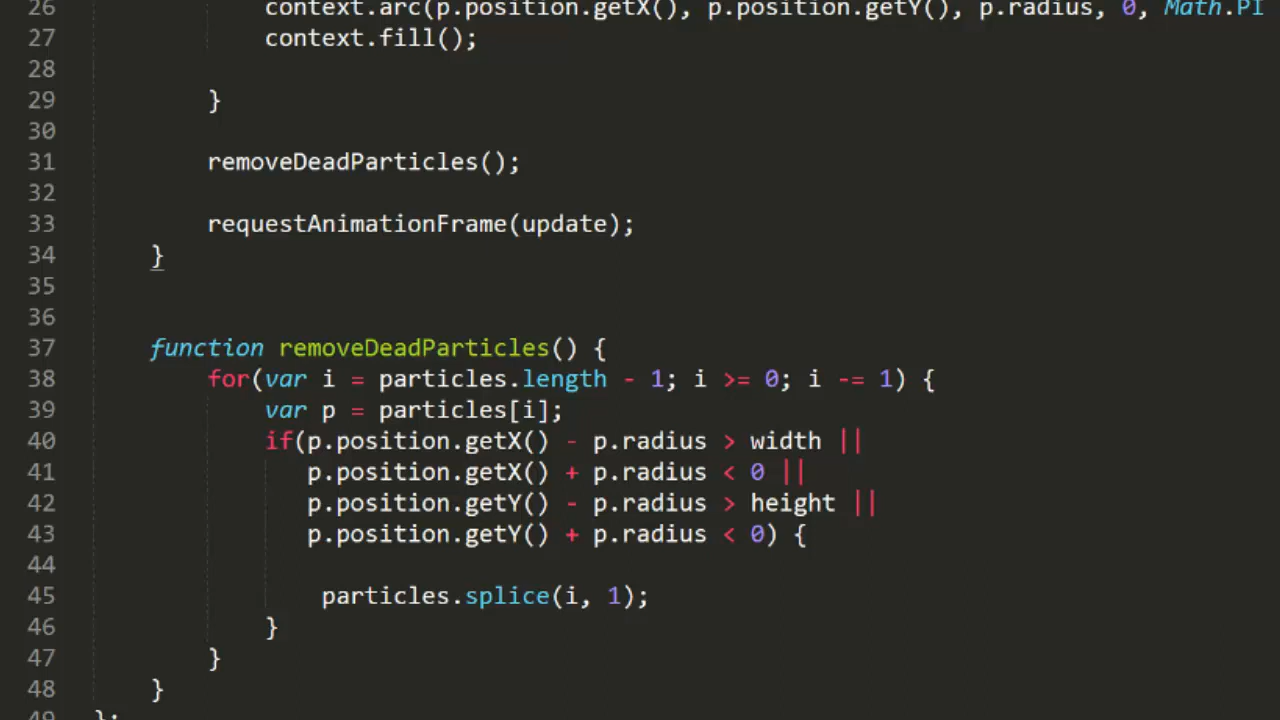 26 context.arc(p.position.getX(), p.position.getY(), p.radius, 0, Math.PI
27 context.fill();
28
29 }
30
31 removeDeadParticles();
32
33 requestAnimationFrame(update);
34 }
35
36
37 function removeDeadParticles() {
38 for(var i = particles.length - 1; i >= 0; i -= 1) {
39 var p = particles[i];
40 if(p.position.getX() - p.radius > width ||
41 p.position.getX() + p.radius < 0 ||
42 p.position.getY() - p.radius > height ||
43 p.position.getY() + p.radius < 0) {
44
45 particles.splice(i, 1);
46 }
47 }
48 }
49 };